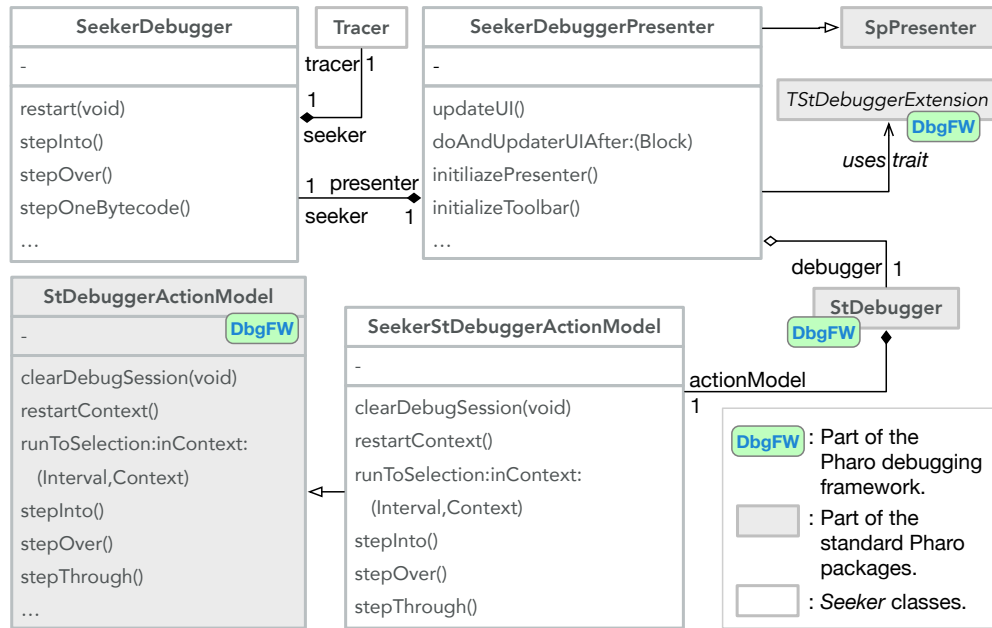 SeekerDebugger
-
restart(void)
stepInto()
stepOver()
stepOneBytecode()
…
Tracer
tracer 1
1
seeker
SeekerDebuggerPresenter
-
updateUI()
doAndUpdaterUIAfter:(Block)
initiliazePresenter()
initializeToolbar()
…
1 presenter
seeker 1
SpPresenter
TStDebuggerExtension
DbgFW
uses trait
debugger 1
StDebugger
DbgFW
actionModel
1
StDebuggerActionModel
DbgFW
-
clearDebugSession(void)
restartContext()
runToSelection:inContext:
(Interval,Context)
stepInto()
stepOver()
stepThrough()
…
SeekerStDebuggerActionModel
-
clearDebugSession(void)
restartContext()
runToSelection:inContext:
(Interval,Context)
stepInto()
stepOver()
stepThrough()
DbgFW : Part of the
Pharo debugging
framework.
: Part of the
standard Pharo
packages.
: Seeker classes.